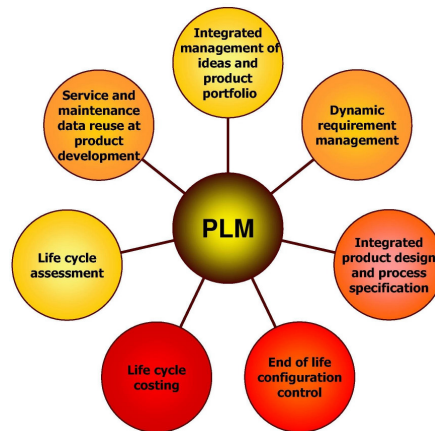 Integrated
management of
ideas and
product
portfolio
Service and
maintenance
data reuse at
product
development
Dynamic
requirement
management
PLM
Life cycle
assessment
Integrated
product design
and process
specification
Life cycle
costing
End of life
configuration
control